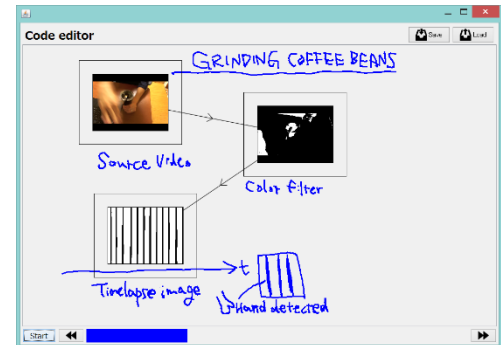 Code editor
Save
Load
GRINDING COFFEE BEANS
Source Video
Color filter
t
Timelapse image
Hand detected
Start